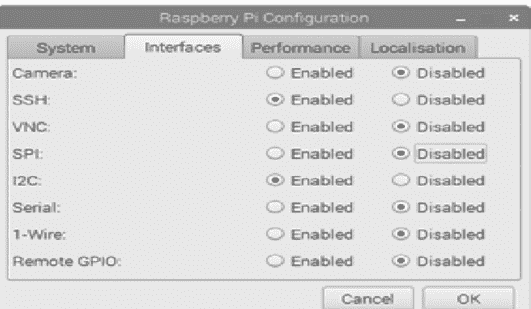 Raspberry Pi Configuration
System Interfaces Performance Localisation
Camera: Enabled Disabled
SSH: Enabled Disabled
VNC: Enabled Disabled
SPI: Enabled Disabled
I2C: Enabled Disabled
Serial: Enabled Disabled
1-Wire: Enabled Disabled
Remote GPIO: Enabled Disabled
Cancel OK